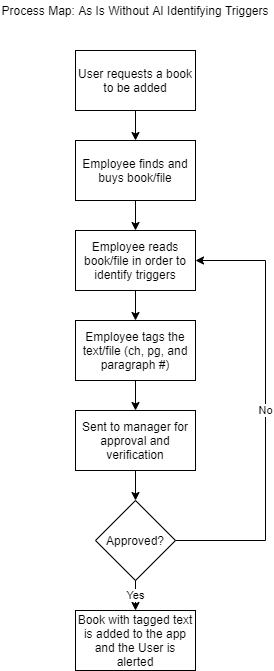 Process Map: As Is Without AI Identifying Triggers
User requests a book
to be added
Employee finds and
buys book/file
Employee reads
book/file in order to
identify triggers
Employee tags the
text/file (ch, pg, and
paragraph #)
Sent to manager for
approval and
verification
Approved?
No
Yes
Book with tagged text
is added to the app
and the User is
alerted